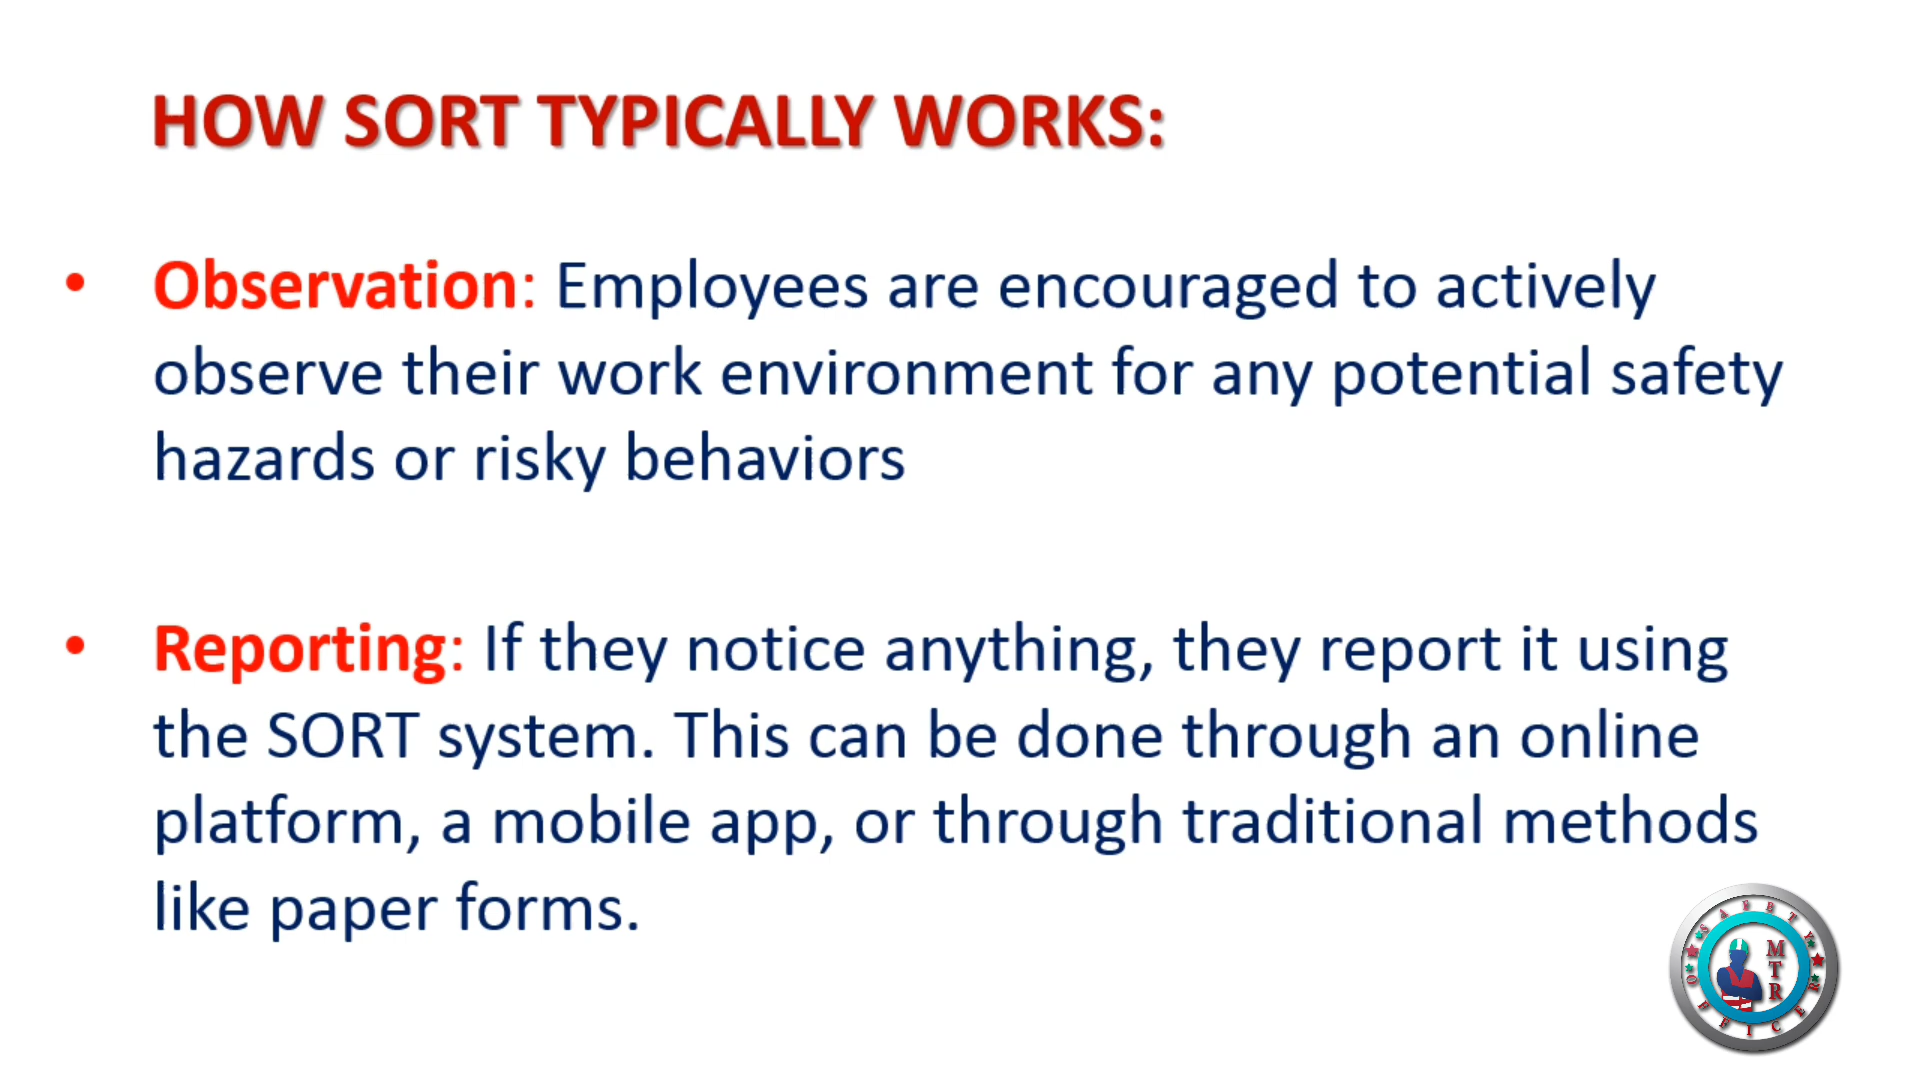 HOW SORT TYPICALLY WORKS:
• Observation: Employees are encouraged to actively
observe their work environment for any potential safety
hazards or risky behaviors
• Reporting: If they notice anything, they report it using
the SORT system. This can be done through an online
platform, a mobile app, or through traditional methods
like paper forms.
SAFETY
MTR
OFFICER